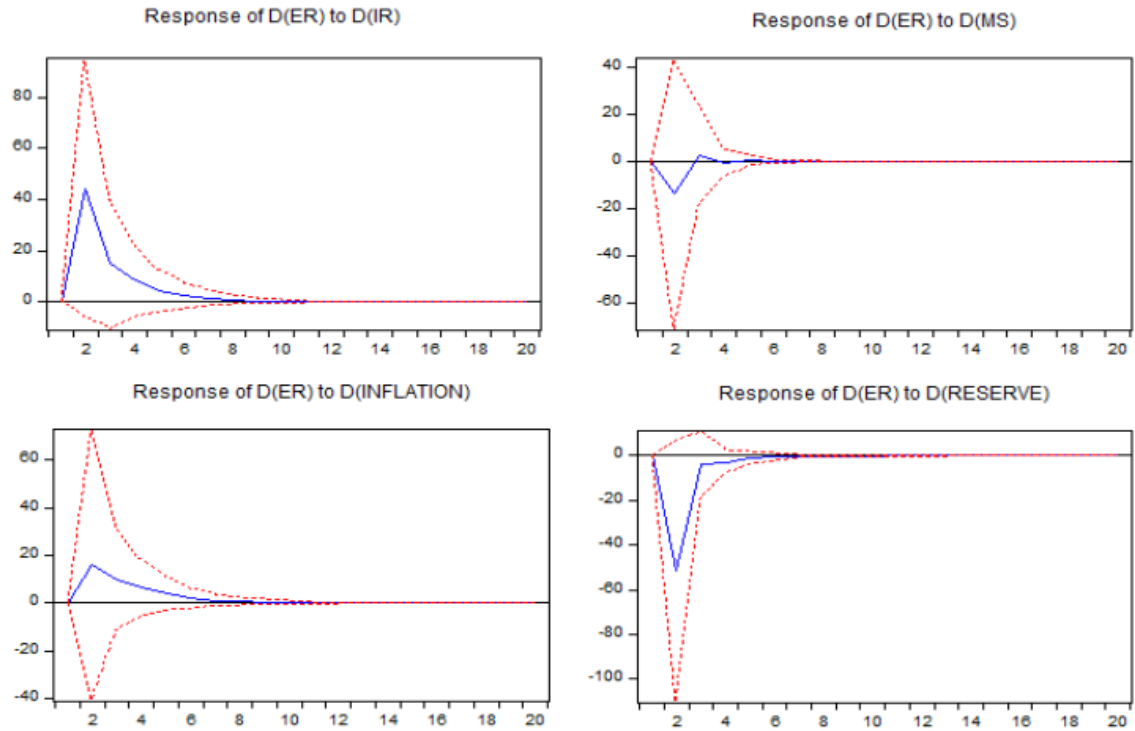 Response of D(ER) to D(IR)
80
60
40
20
0
2 4 6 8 10 12 14 16 18 20
Response of D(ER) to D(MS)
40
20
0
-20
-40
-60
2 4 6 8 10 12 14 16 18 20
Response of D(ER) to D(INFLATION)
60
40
20
0
-20
-40
2 4 6 8 10 12 14 16 18 20
Response of D(ER) to D(RESERVE)
0
-20
-40
-60
-80
-100
2 4 6 8 10 12 14 16 18 20